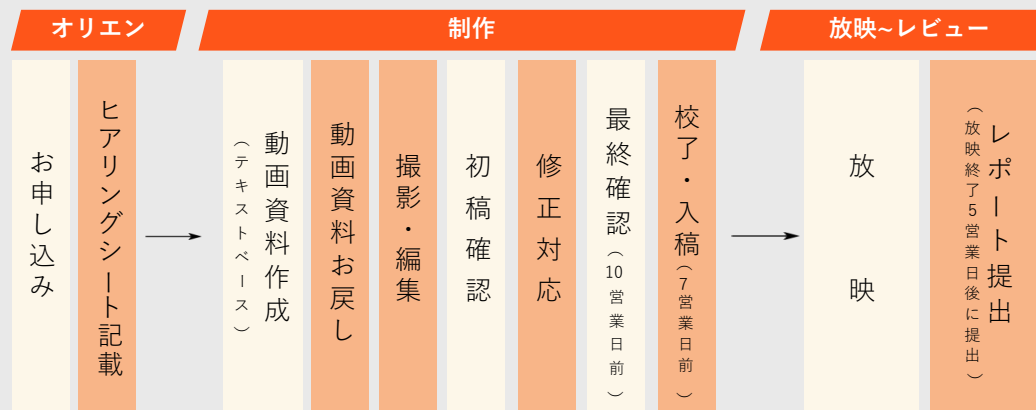 オリエン
制作
放映~レビュー
お申し込み
ヒアリングシート記載
動画資料作成
（テキストベース）
動画資料お戻し
撮影・編集
初稿確認
修正対応
最終確認（10営業日前）
校了・入稿（7営業日前）
放映
レポート提出
（放映終了5営業日後に提出）